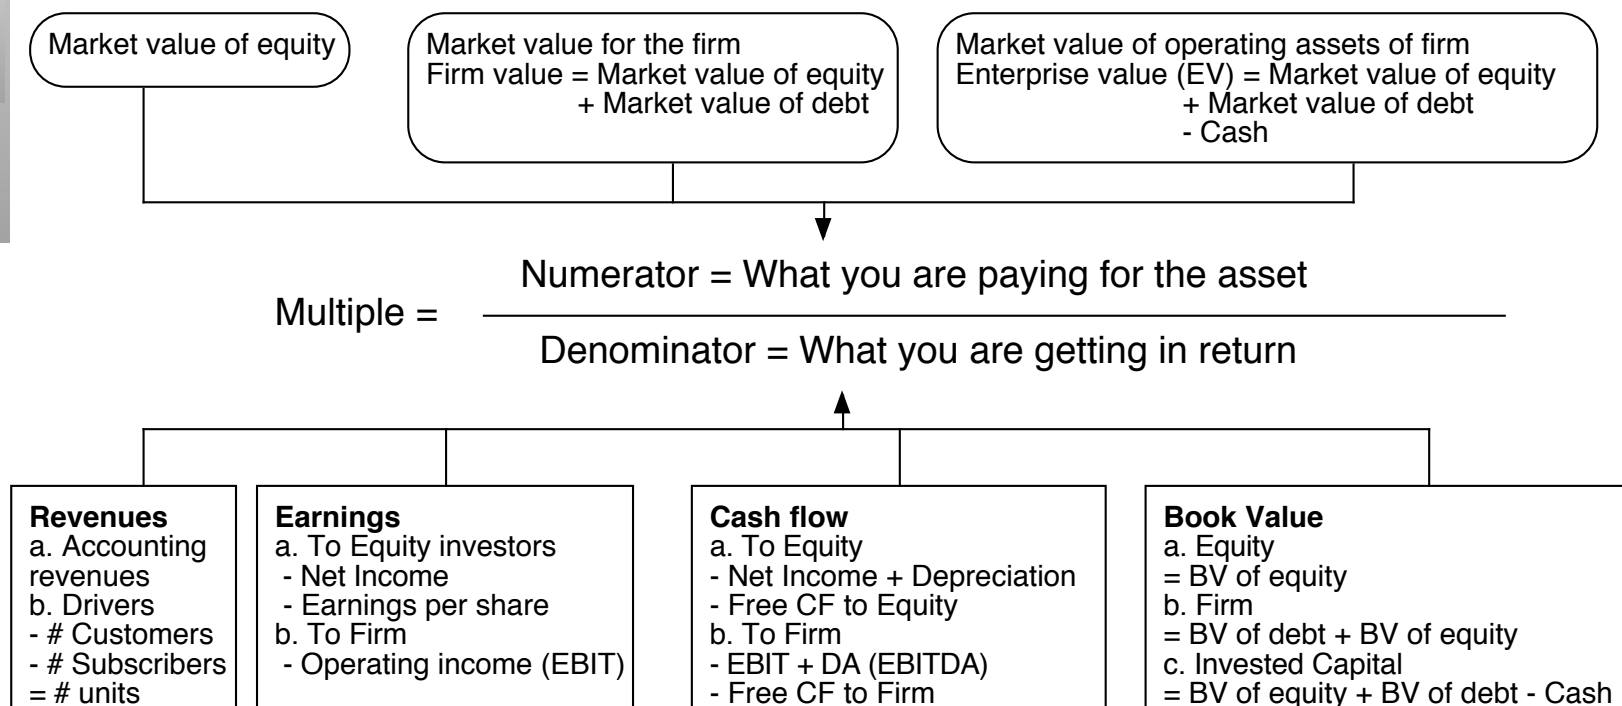 Market value of equity
Market value for the firm
Firm value = Market value of equity
+ Market value of debt
Market value of operating assets of firm
Enterprise value (EV) = Market value of equity
+ Market value of debt
- Cash
Numerator = What you are paying for the asset
Multiple =
Denominator = What you are getting in return
Revenues
a. Accounting
revenues
b. Drivers
- # Customers
- # Subscribers
= # units
Earnings
a. To Equity investors
- Net Income
- Earnings per share
b. To Firm
- Operating income (EBIT)
Cash flow
a. To Equity
- Net Income + Depreciation
- Free CF to Equity
b. To Firm
- EBIT + DA (EBITDA)
- Free CF to Firm
Book Value
a. Equity
= BV of equity
b. Firm
= BV of debt + BV of equity
c. Invested Capital
= BV of equity + BV of debt - Cash